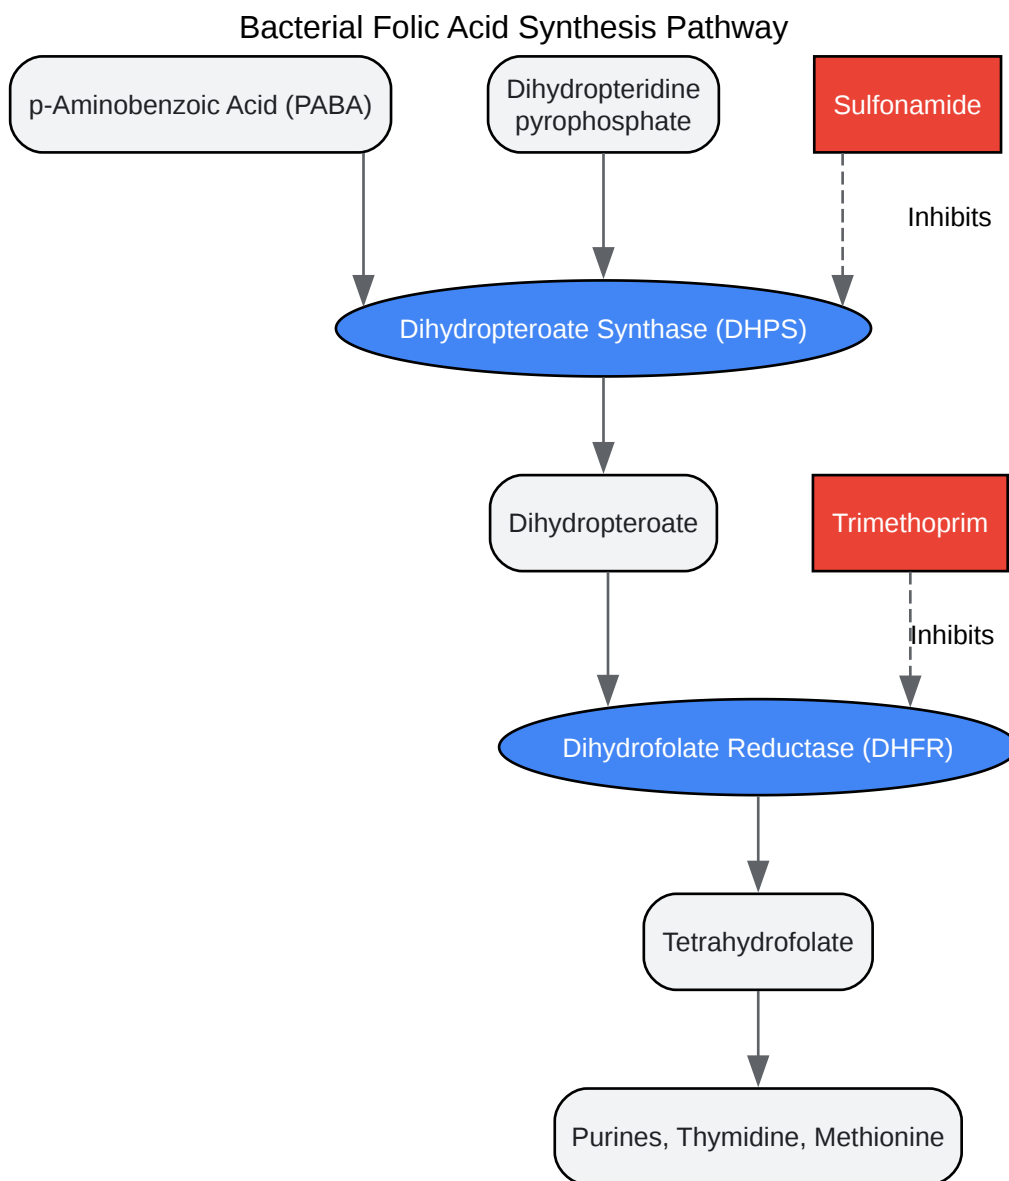 Bacterial Folic Acid Synthesis Pathway
p-Aminobenzoic Acid (PABA)
Dihydropteridine
pyrophosphate
Sulfonamide
Inhibits
Dihydropteroate Synthase (DHPS)
Dihydropteroate
Trimethoprim
Inhibits
Dihydrofolate Reductase (DHFR)
Tetrahydrofolate
Purines, Thymidine, Methionine